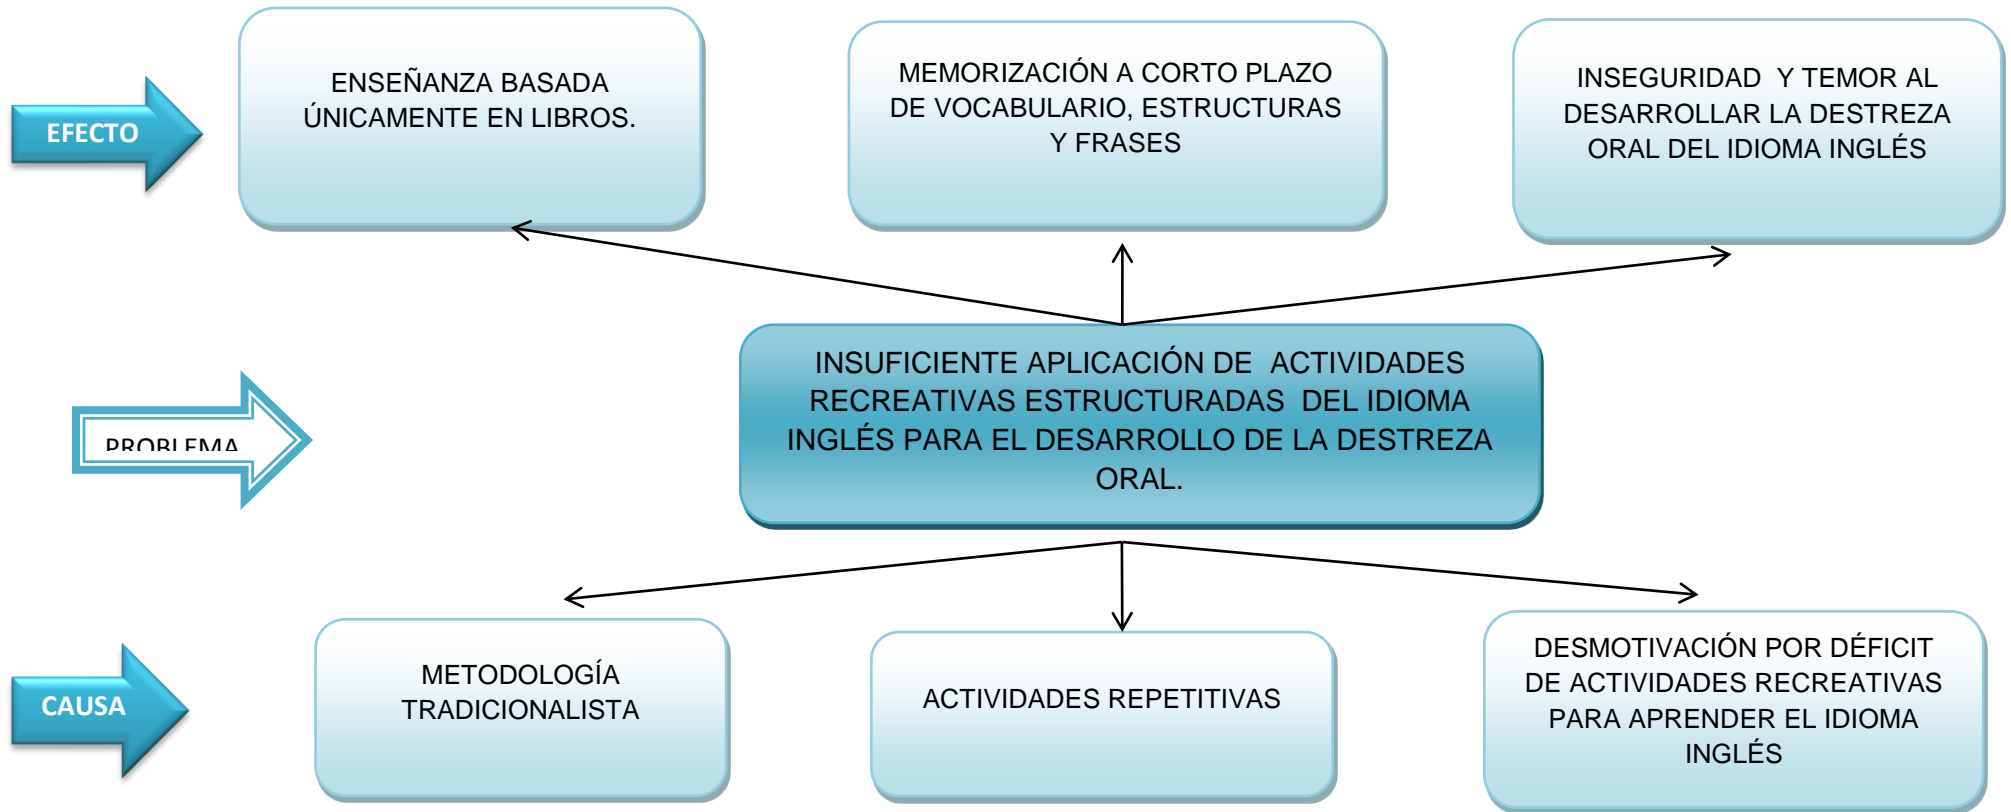 EFECTO
ENSEÑANZA BASADA
ÚNICAMENTE EN LIBROS.
MEMORIZACIÓN A CORTO PLAZO
DE VOCABULARIO, ESTRUCTURAS
Y FRASES
INSEGURIDAD Y TEMOR AL
DESARROLLAR LA DESTREZA
ORAL DEL IDIOMA INGLÉS
PROBLEMA
INSUFICIENTE APLICACIÓN DE ACTIVIDADES
RECREATIVAS ESTRUCTURADAS DEL IDIOMA
INGLÉS PARA EL DESARROLLO DE LA DESTREZA
ORAL.
CAUSA
METODOLOGÍA
TRADICIONALISTA
ACTIVIDADES REPETITIVAS
DESMOTIVACIÓN POR DÉFICIT
DE ACTIVIDADES RECREATIVAS
PARA APRENDER EL IDIOMA
INGLÉS